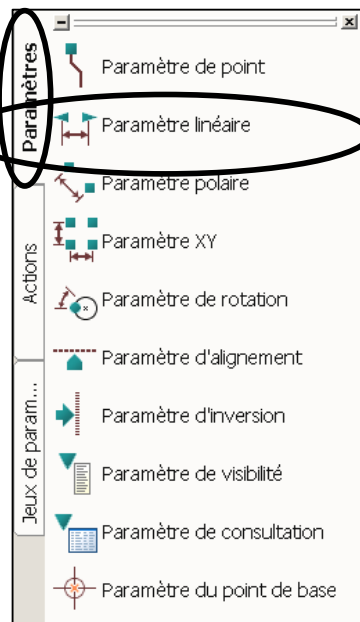 Paramètres
Actions
Jeux de param...
Paramètre de point
Paramètre linéaire
Paramètre polaire
Paramètre XY
Paramètre de rotation
Paramètre d'alignement
Paramètre d'inversion
Paramètre de visibilité
Paramètre de consultation
Paramètre du point de base